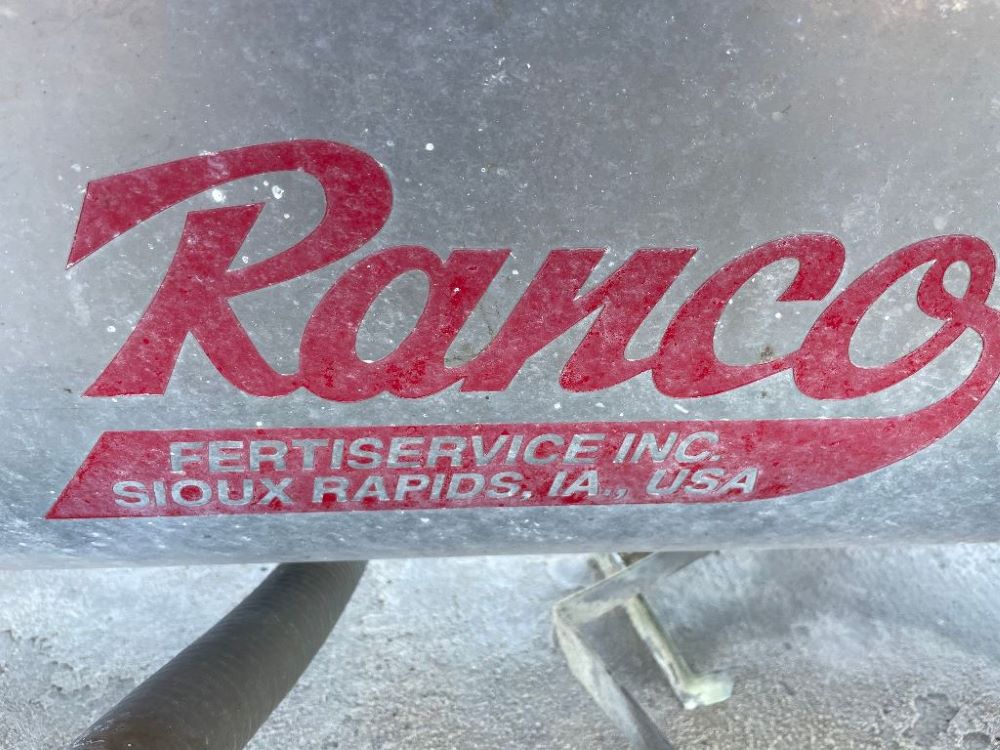 Ranco
FERTISERVICE INC.
SIOUX RAPIDS, IA., USA